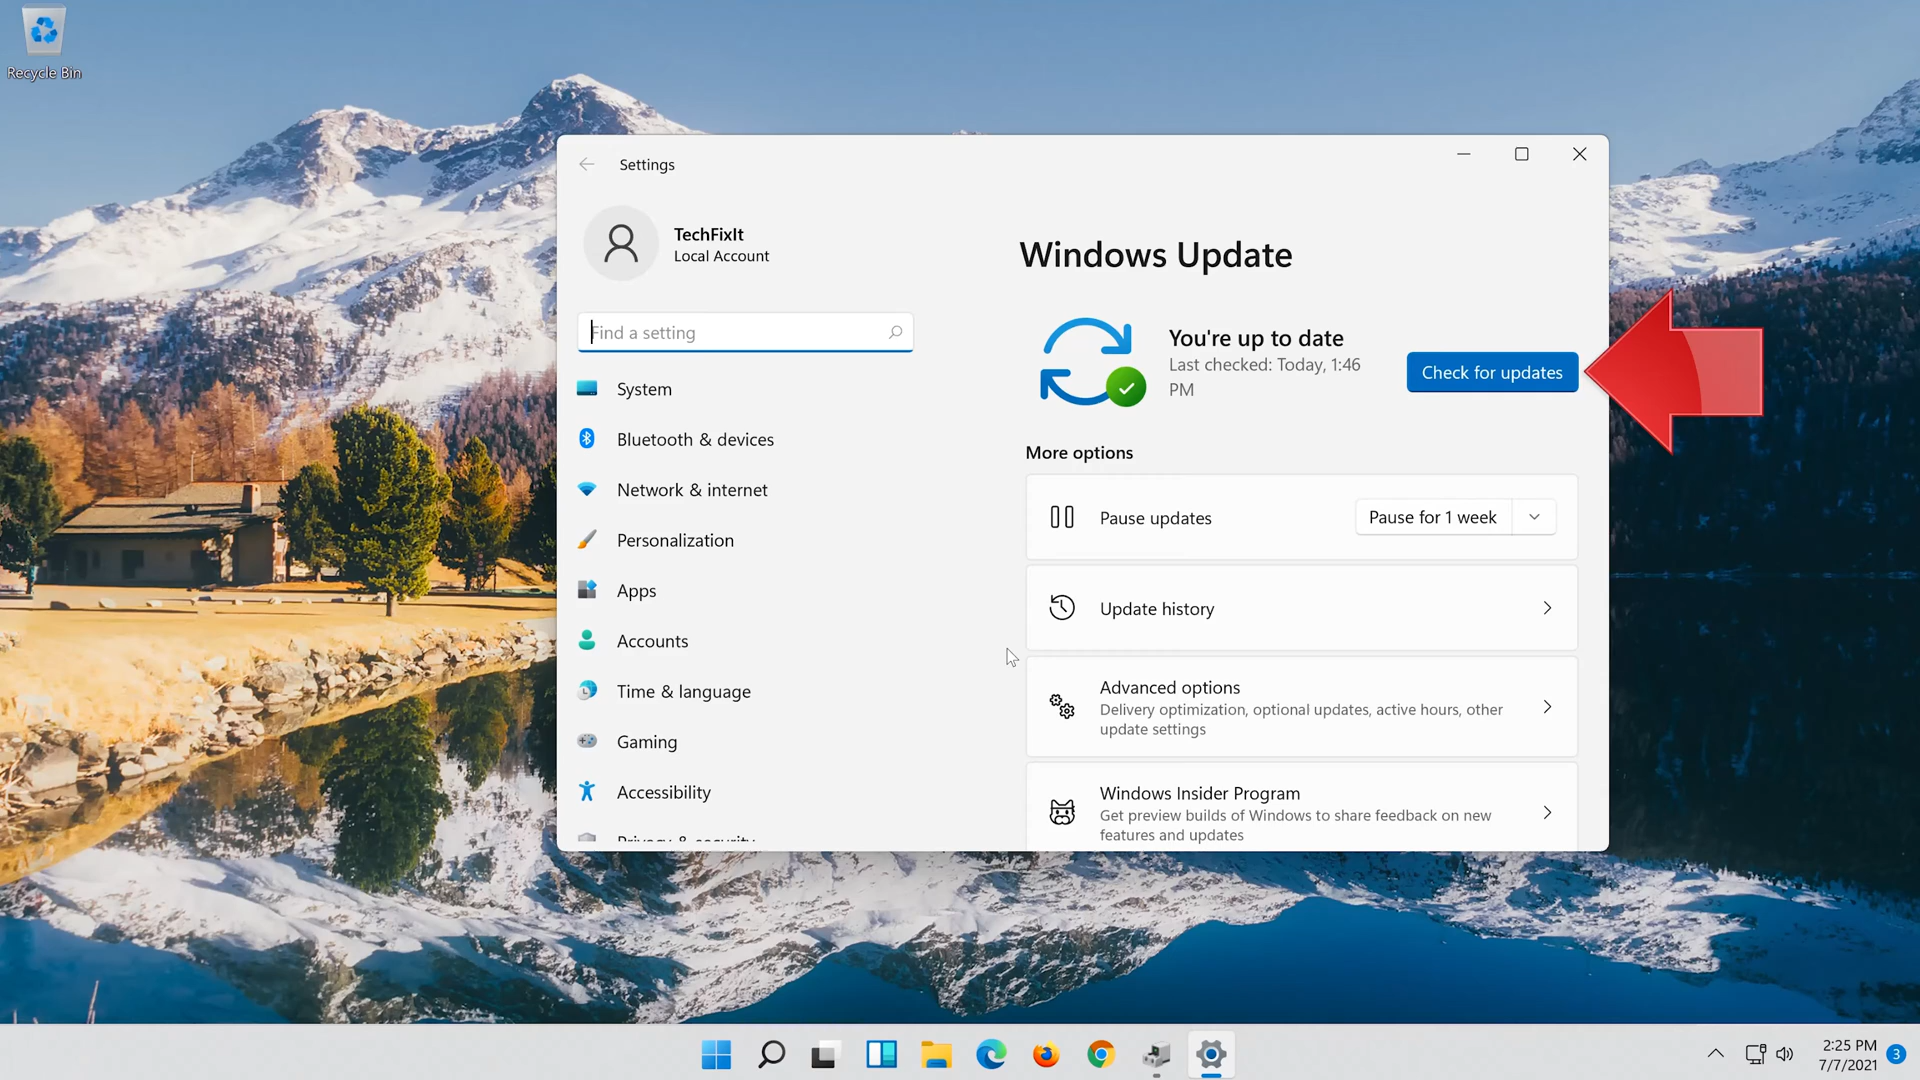 Recycle Bin
Settings
TechFixIt
Local Account
Find a setting
System
Bluetooth & devices
Network & internet
Personalization
Apps
Accounts
Time & language
Gaming
Accessibility
Privacy & security
Windows Update
You're up to date
Last checked: Today, 1:46
PM
Check for updates
More options
Pause updates
Pause for 1 week
Update history
Advanced options
Delivery optimization, optional updates, active hours, other
update settings
Windows Insider Program
Get preview builds of Windows to share feedback on new
features and updates
2:25 PM
7/7/2021
3